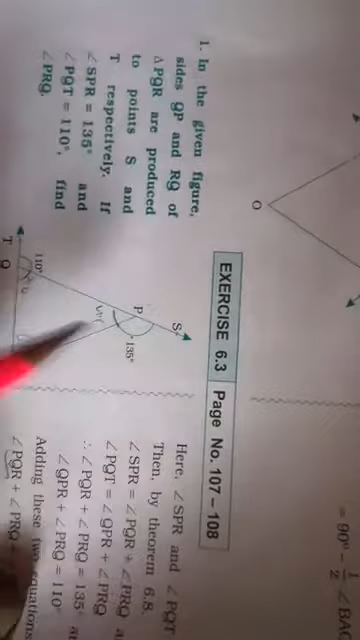 = 90° - 1/2 ∠ BA
O
EXERCISE 6.3 Page No. 107 – 108
1. In the given figure,
sides QP and RQ of
Δ PQR are produced
to points S and
T respectively. If
∠ SPR = 135° and
∠ PQT = 110°, find
∠ PRQ.
S
135°
P
110°
T Q
Here, ∠ SPR and ∠ PQT
Then, by theorem 6.8,
∠ SPR = ∠ PQR + ∠ PRQ
∠ PQT = ∠ QPR + ∠ PRQ
∴ ∠ PQR + ∠ PRQ = 135°
∠ QPR + ∠ PRQ = 110°
Adding these two equations
∠ PQR + ∠ PRQ